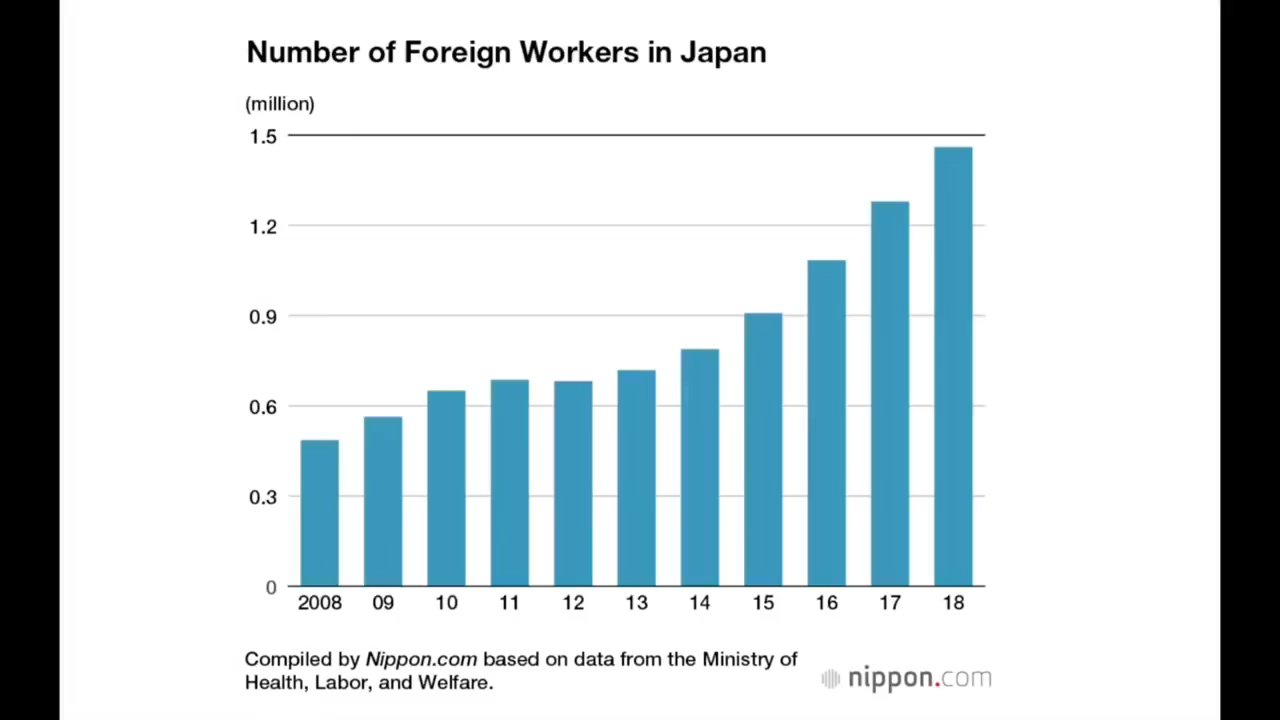 Number of Foreign Workers in Japan
(million)
1.5
1.2
0.9
0.6
0.3
0
2008 09 10 11 12 13 14 15 16 17 18
Compiled by Nippon.com based on data from the Ministry of
Health, Labor, and Welfare.
nippon.com